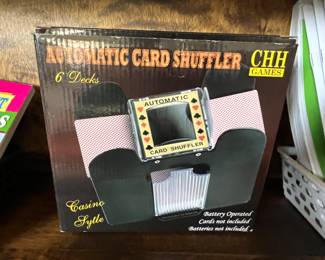 AUTOMATIC CARD SHUFFLER
CHH
GAMES
6 Decks
AUTOMATIC
CARD SHUFFLER
Casino
Sytle
Battery Operated
Cards not included
Batteries not included